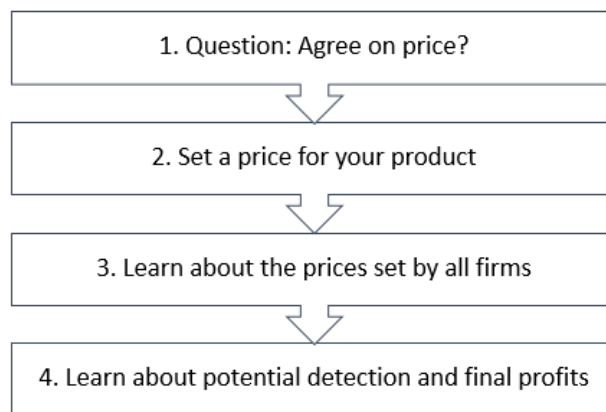 1. Question: Agree on price?
2. Set a price for your product
3. Learn about the prices set by all firms
4. Learn about potential detection and final profits